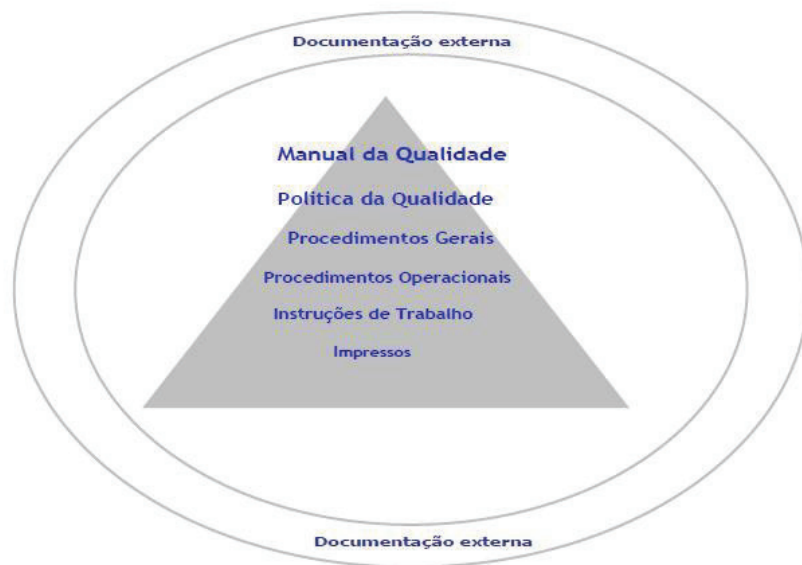 Documentação externa
Manual da Qualidade
Politica da Qualidade
Procedimentos Gerais
Procedimentos Operacionais
Instruções de Trabalho
Impressos
Documentação externa